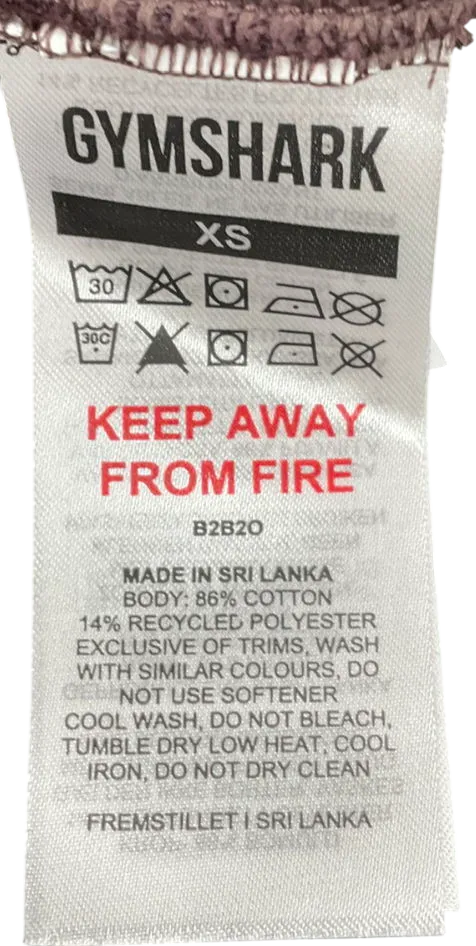 GYMSHARK
XS
30
30C
KEEP AWAY
FROM FIRE
B2B2O
MADE IN SRI LANKA
BODY: 86% COTTON
14% RECYCLED POLYESTER
EXCLUSIVE OF TRIMS, WASH
WITH SIMILAR COLOURS, DO
NOT USE SOFTENER
COOL WASH, DO NOT BLEACH,
TUMBLE DRY LOW HEAT, COOL
IRON, DO NOT DRY CLEAN
FREMSTILLET I SRI LANKA